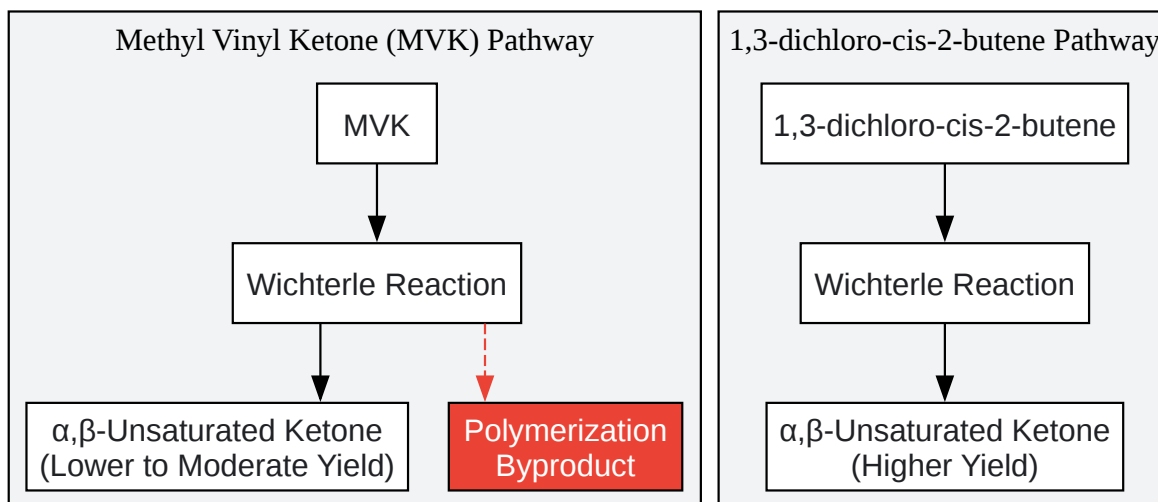 Methyl Vinyl Ketone (MVK) Pathway
MVK
Wichterle Reaction
α,β-Unsaturated Ketone
(Lower to Moderate Yield)
Polymerization
Byproduct
1,3-dichloro-cis-2-butene Pathway
1,3-dichloro-cis-2-butene
Wichterle Reaction
α,β-Unsaturated Ketone
(Higher Yield)